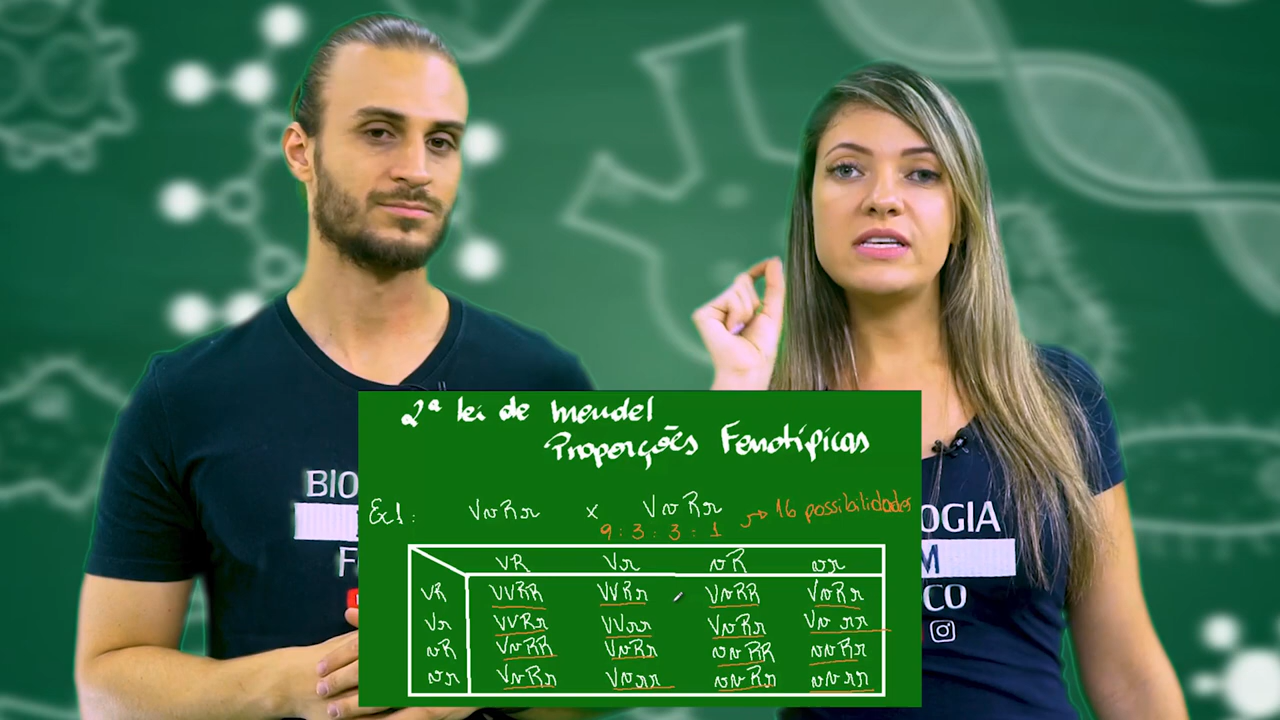 2ª lei de mendel
Proporções Fenotípicas
Ex1: VvRr x VvRr → 16 possibilidades
9 : 3 : 3 : 1
VR Vr vR vr
VR VVRR VVRr VvRR VvRr
Vr VVRr VVrr VvRr Vvrr
vR VvRR VvRr vvRR vvRr
vr VvRr Vvrr vvRr vvrr
BIO
F
OGIA
M
CO